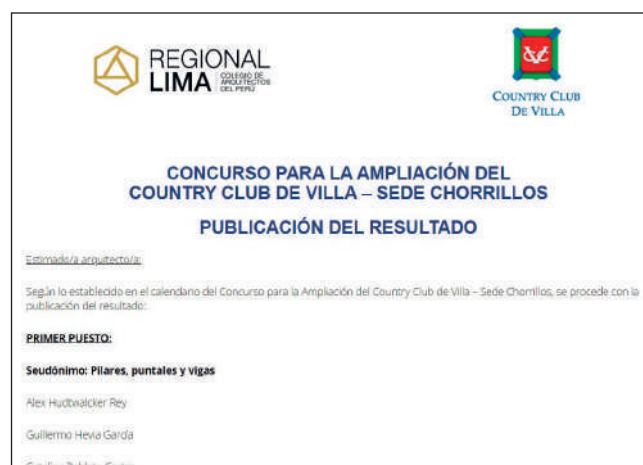 REGIONAL
LIMA
COLEGIO DE
ARQUITECTOS
DEL PERÚ
COUNTRY CLUB
DE VILLA
CONCURSO PARA LA AMPLIACIÓN DEL
COUNTRY CLUB DE VILLA – SEDE CHORRILLOS
PUBLICACIÓN DEL RESULTADO
Estimado/a arquitecto/a:
Según lo establecido en el calendario del Concurso para la Ampliación del Country Club de Villa – Sede Chorrillos, se procede con la
publicación del resultado:
PRIMER PUESTO:
Seudónimo: Pilares, puntales y vigas
Alex Hudtwalcker Rey
Guillermo Hevia García